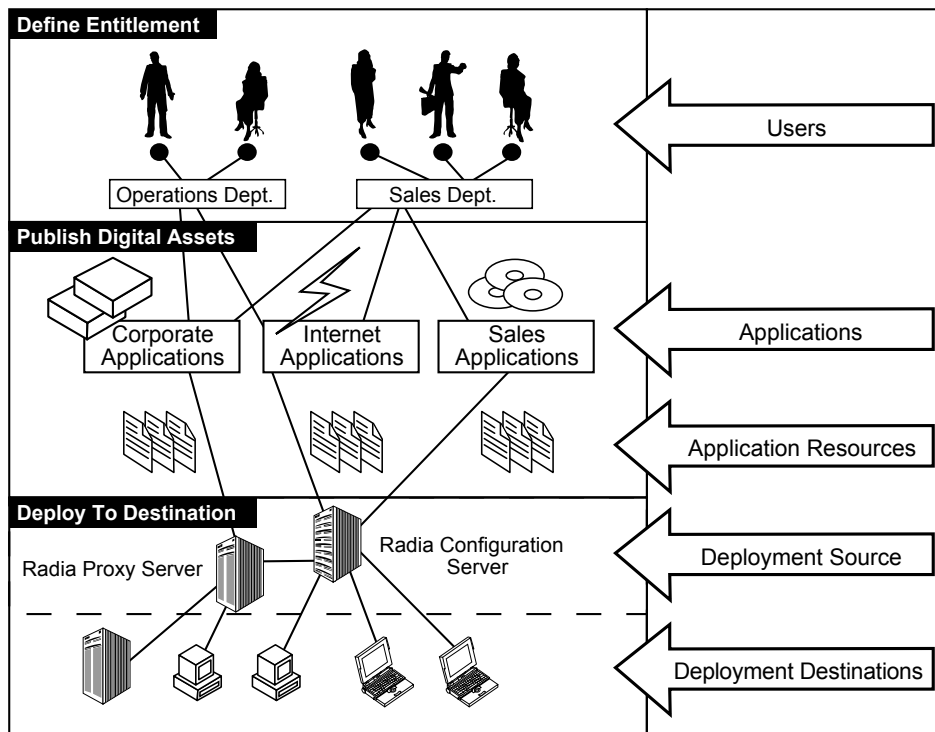 Define Entitlement
Users
Operations Dept.
Sales Dept.
Publish Digital Assets
Corporate
Applications
Internet
Applications
Sales
Applications
Applications
Application Resources
Deploy To Destination
Radia Proxy Server
Radia Configuration
Server
Deployment Source
Deployment Destinations